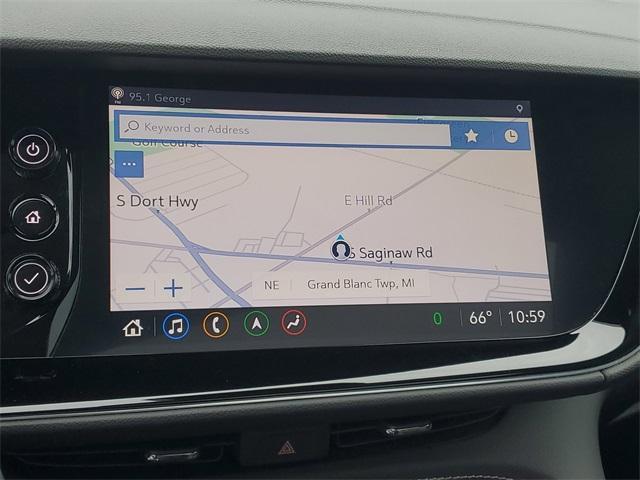 95.1 George
FM
Keyword or Address
Golf Course
S Dort Hwy
E Hill Rd
S Saginaw Rd
NE Grand Blanc Twp, MI
0 66° 10:59